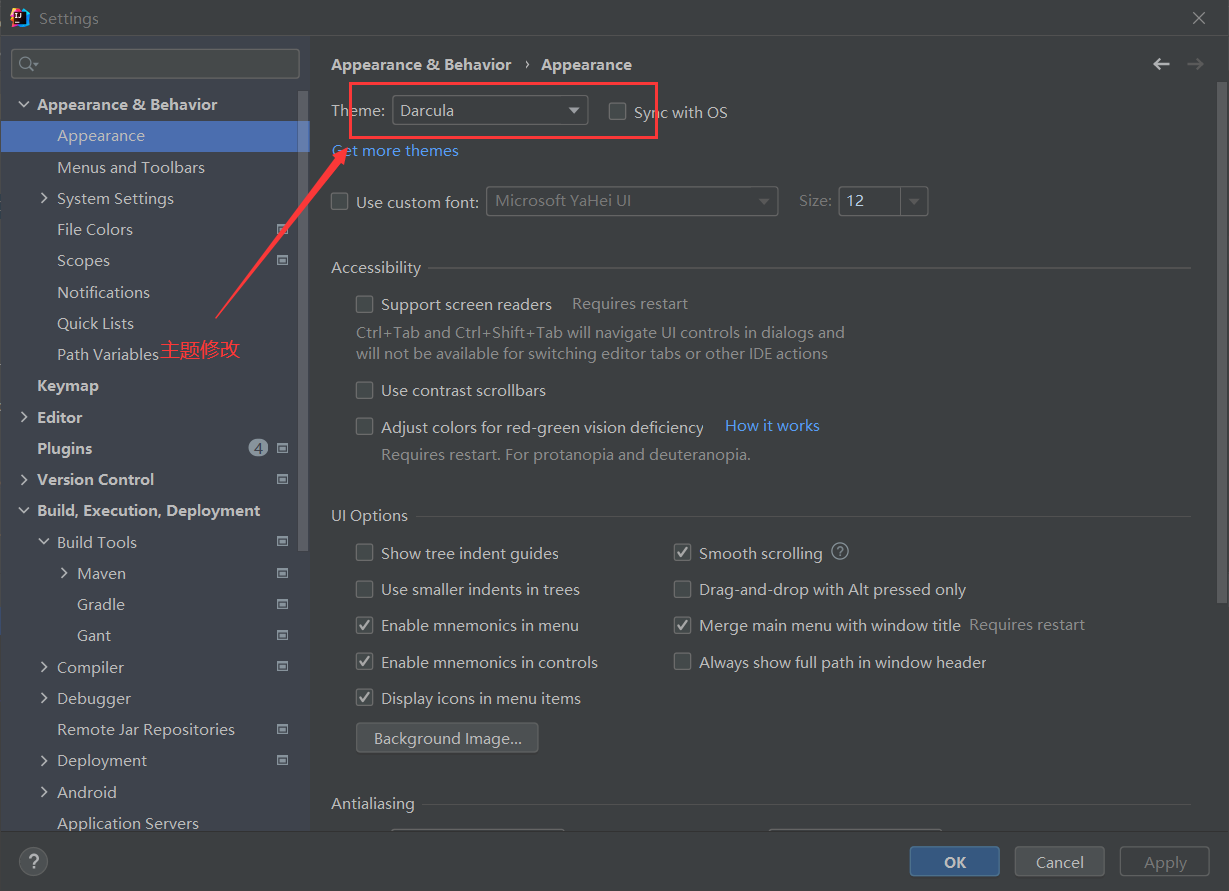 Settings
Appearance & Behavior › Appearance
Appearance & Behavior
Appearance
Menus and Toolbars
System Settings
File Colors
Scopes
Notifications
Quick Lists
Path Variables
主题修改
Keymap
Editor
Plugins 4
Version Control
Build, Execution, Deployment
Build Tools
Maven
Gradle
Gant
Compiler
Debugger
Remote Jar Repositories
Deployment
Android
Application Servers
Theme: Darcula Sync with OS
Get more themes
Use custom font: Microsoft YaHei UI Size: 12
Accessibility
Support screen readers Requires restart
Ctrl+Tab and Ctrl+Shift+Tab will navigate UI controls in dialogs and
will not be available for switching editor tabs or other IDE actions
Use contrast scrollbars
Adjust colors for red-green vision deficiency How it works
Requires restart. For protanopia and deuteranopia.
UI Options
Show tree indent guides Smooth scrolling ?
Use smaller indents in trees Drag-and-drop with Alt pressed only
Enable mnemonics in menu Merge main menu with window title Requires restart
Enable mnemonics in controls Always show full path in window header
Display icons in menu items
Background Image...
Antialiasing
? OK Cancel Apply